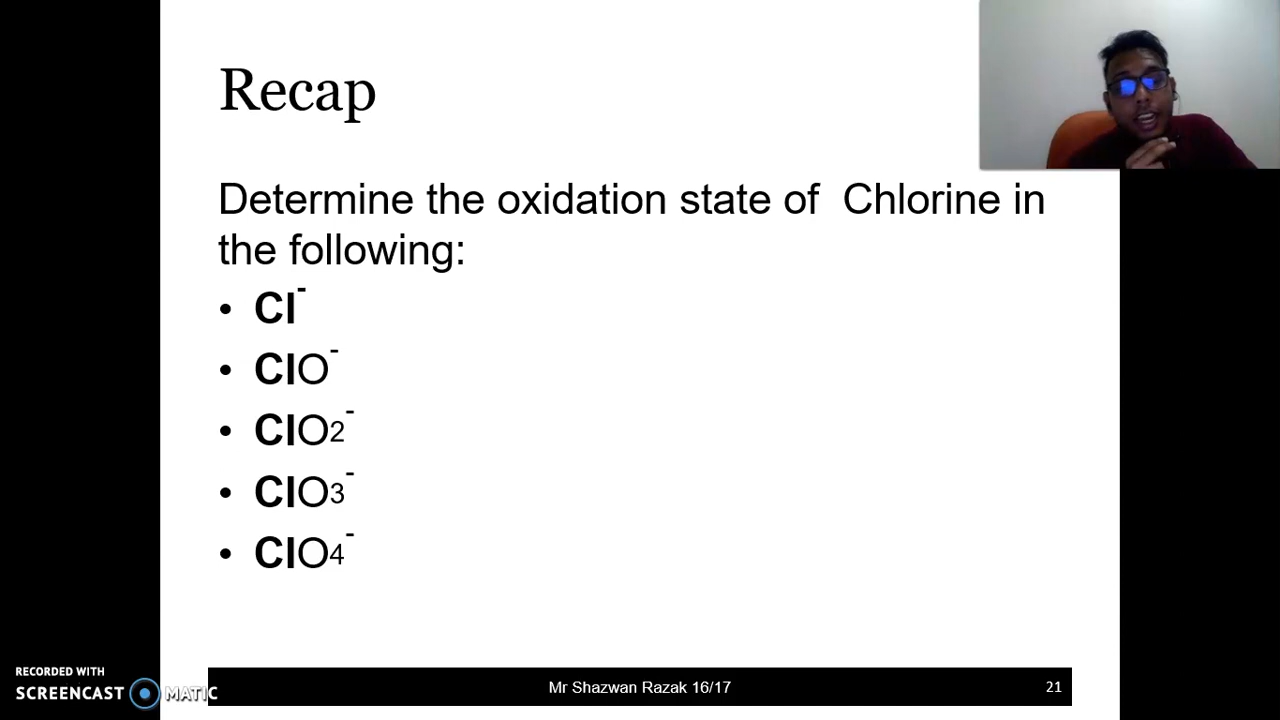 Recap
Determine the oxidation state of Chlorine in
the following:
• Cl⁻
• ClO⁻
• ClO2⁻
• ClO3⁻
• ClO4⁻
RECORDED WITH
SCREENCAST MATIC
Mr Shazwan Razak 16/17
21